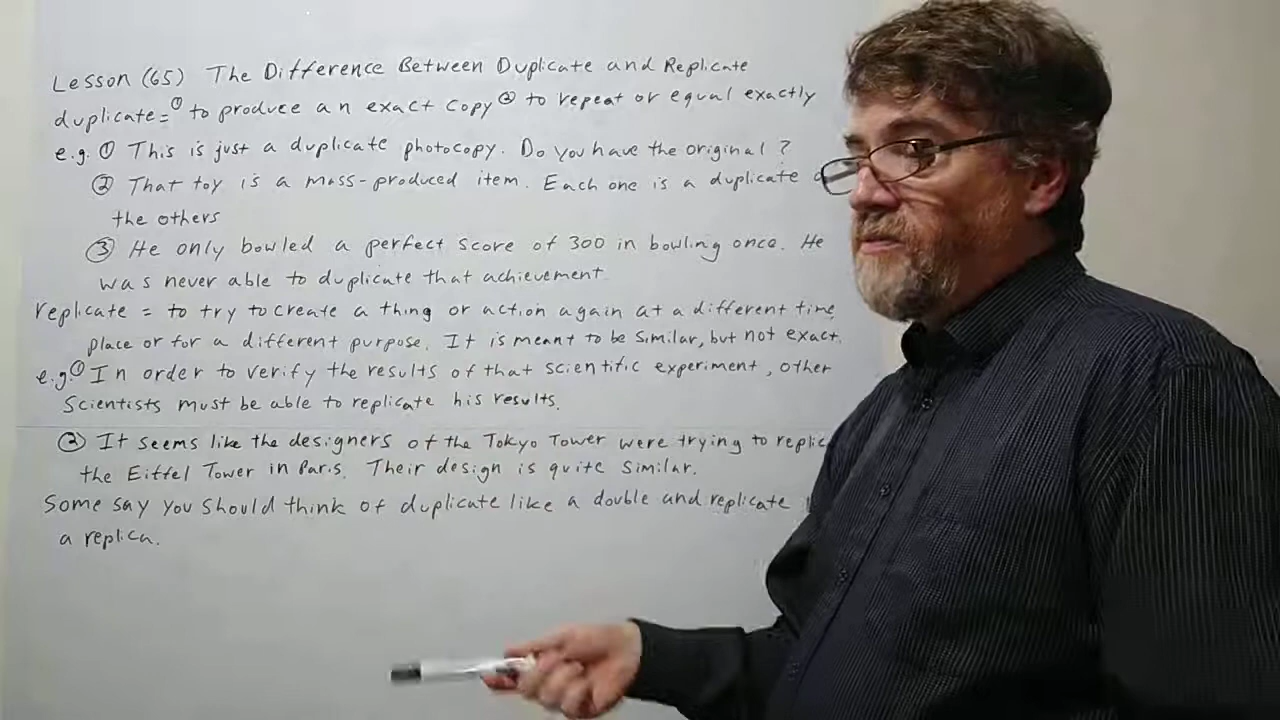 Lesson (65) The Difference Between Duplicate and Replicate
duplicate = ① to produce an exact copy ② to repeat or equal exactly
e.g. ① This is just a duplicate photocopy. Do you have the original?
② That toy is a mass-produced item. Each one is a duplicate
the others
③ He only bowled a perfect score of 300 in bowling once. He
was never able to duplicate that achievement
replicate = to try to create a thing or action again at a different time,
place or for a different purpose. It is meant to be similar, but not exact.
e.g. ① In order to verify the results of that scientific experiment, other
Scientists must be able to replicate his results.
② It seems like the designers of the Tokyo Tower were trying to replic
the Eiffel Tower in Paris. Their design is quite similar.
Some say you should think of duplicate like a double and replicate
a replica.